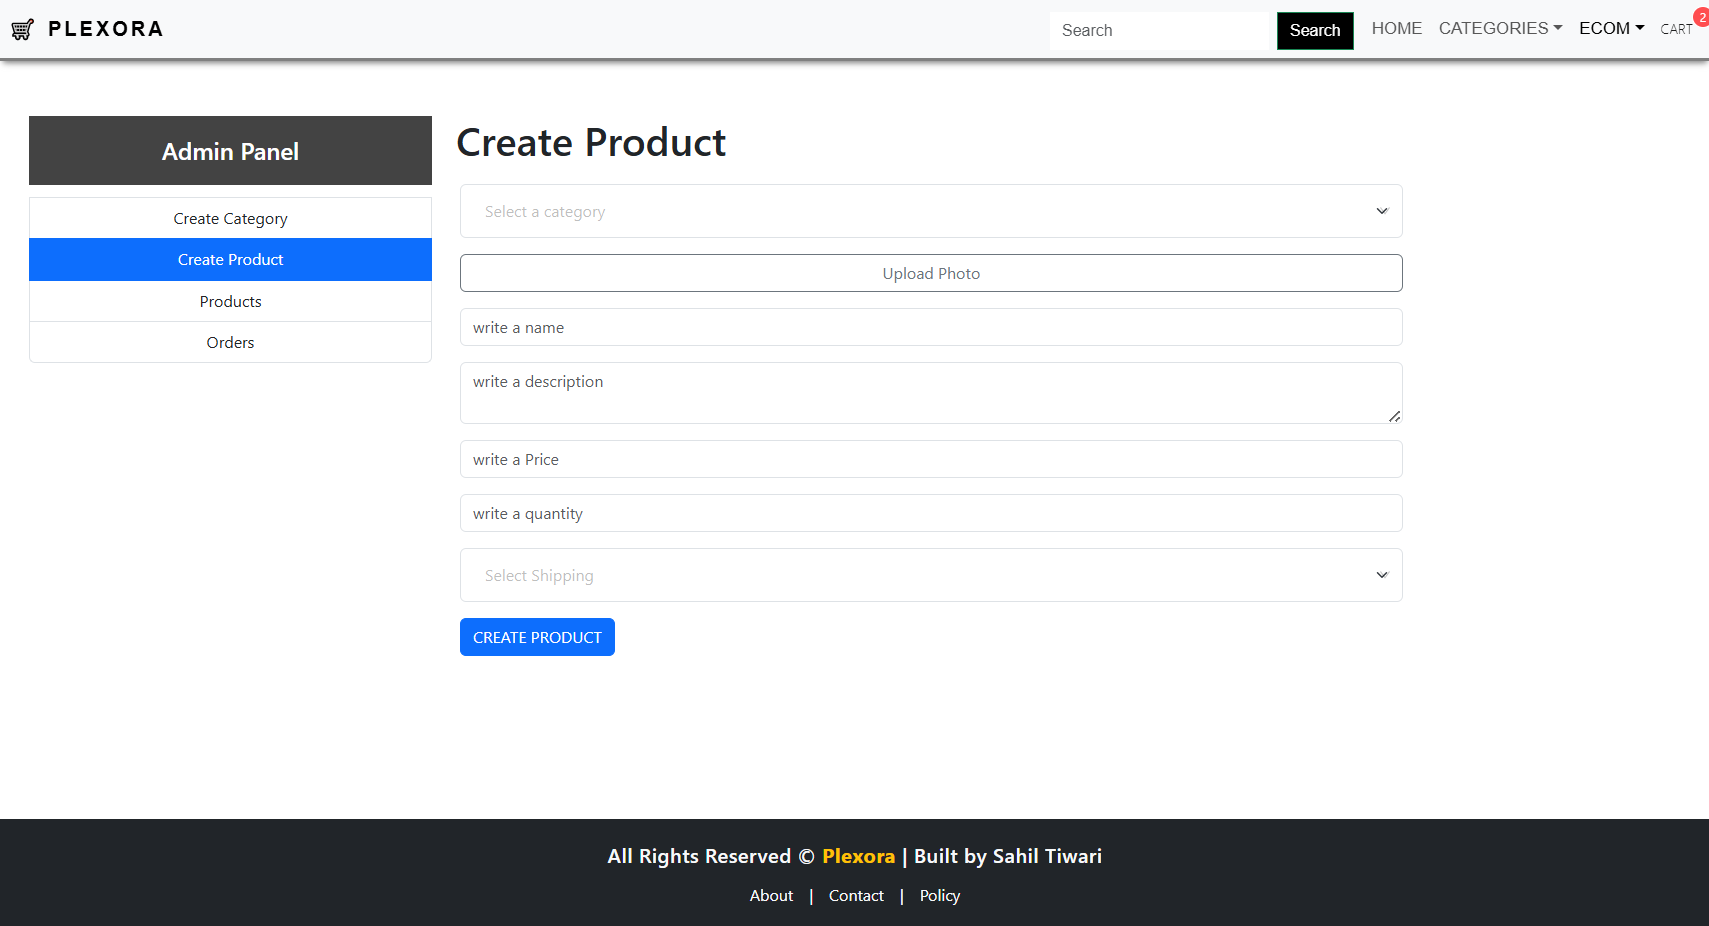 PLEXORA
Search
Search
HOME
CATEGORIES
ECOM
CART
2
Admin Panel
Create Category
Create Product
Products
Orders
Create Product
Select a category
Upload Photo
write a name
write a description
write a Price
write a quantity
Select Shipping
CREATE PRODUCT
All Rights Reserved © Plexora | Built by Sahil Tiwari
About | Contact | Policy